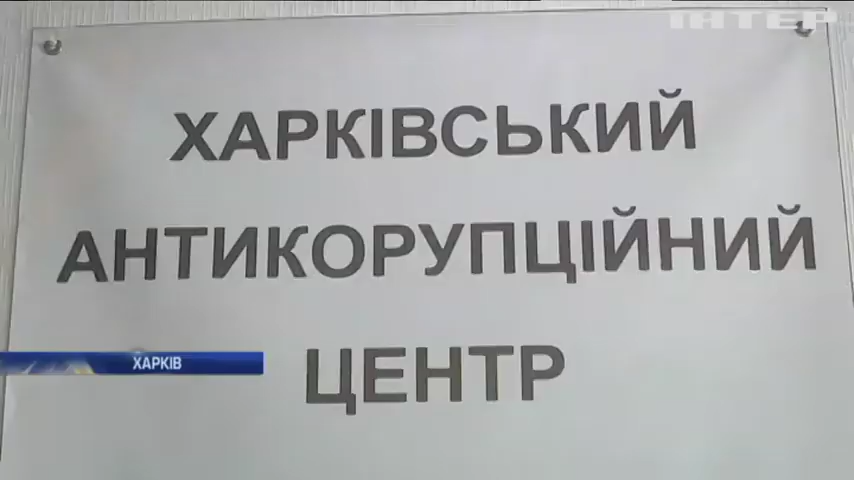 ІНТЕР
ХАРКІВСЬКИЙ
АНТИКОРУПЦІЙНИЙ
ЦЕНТР
ХАРКІВ